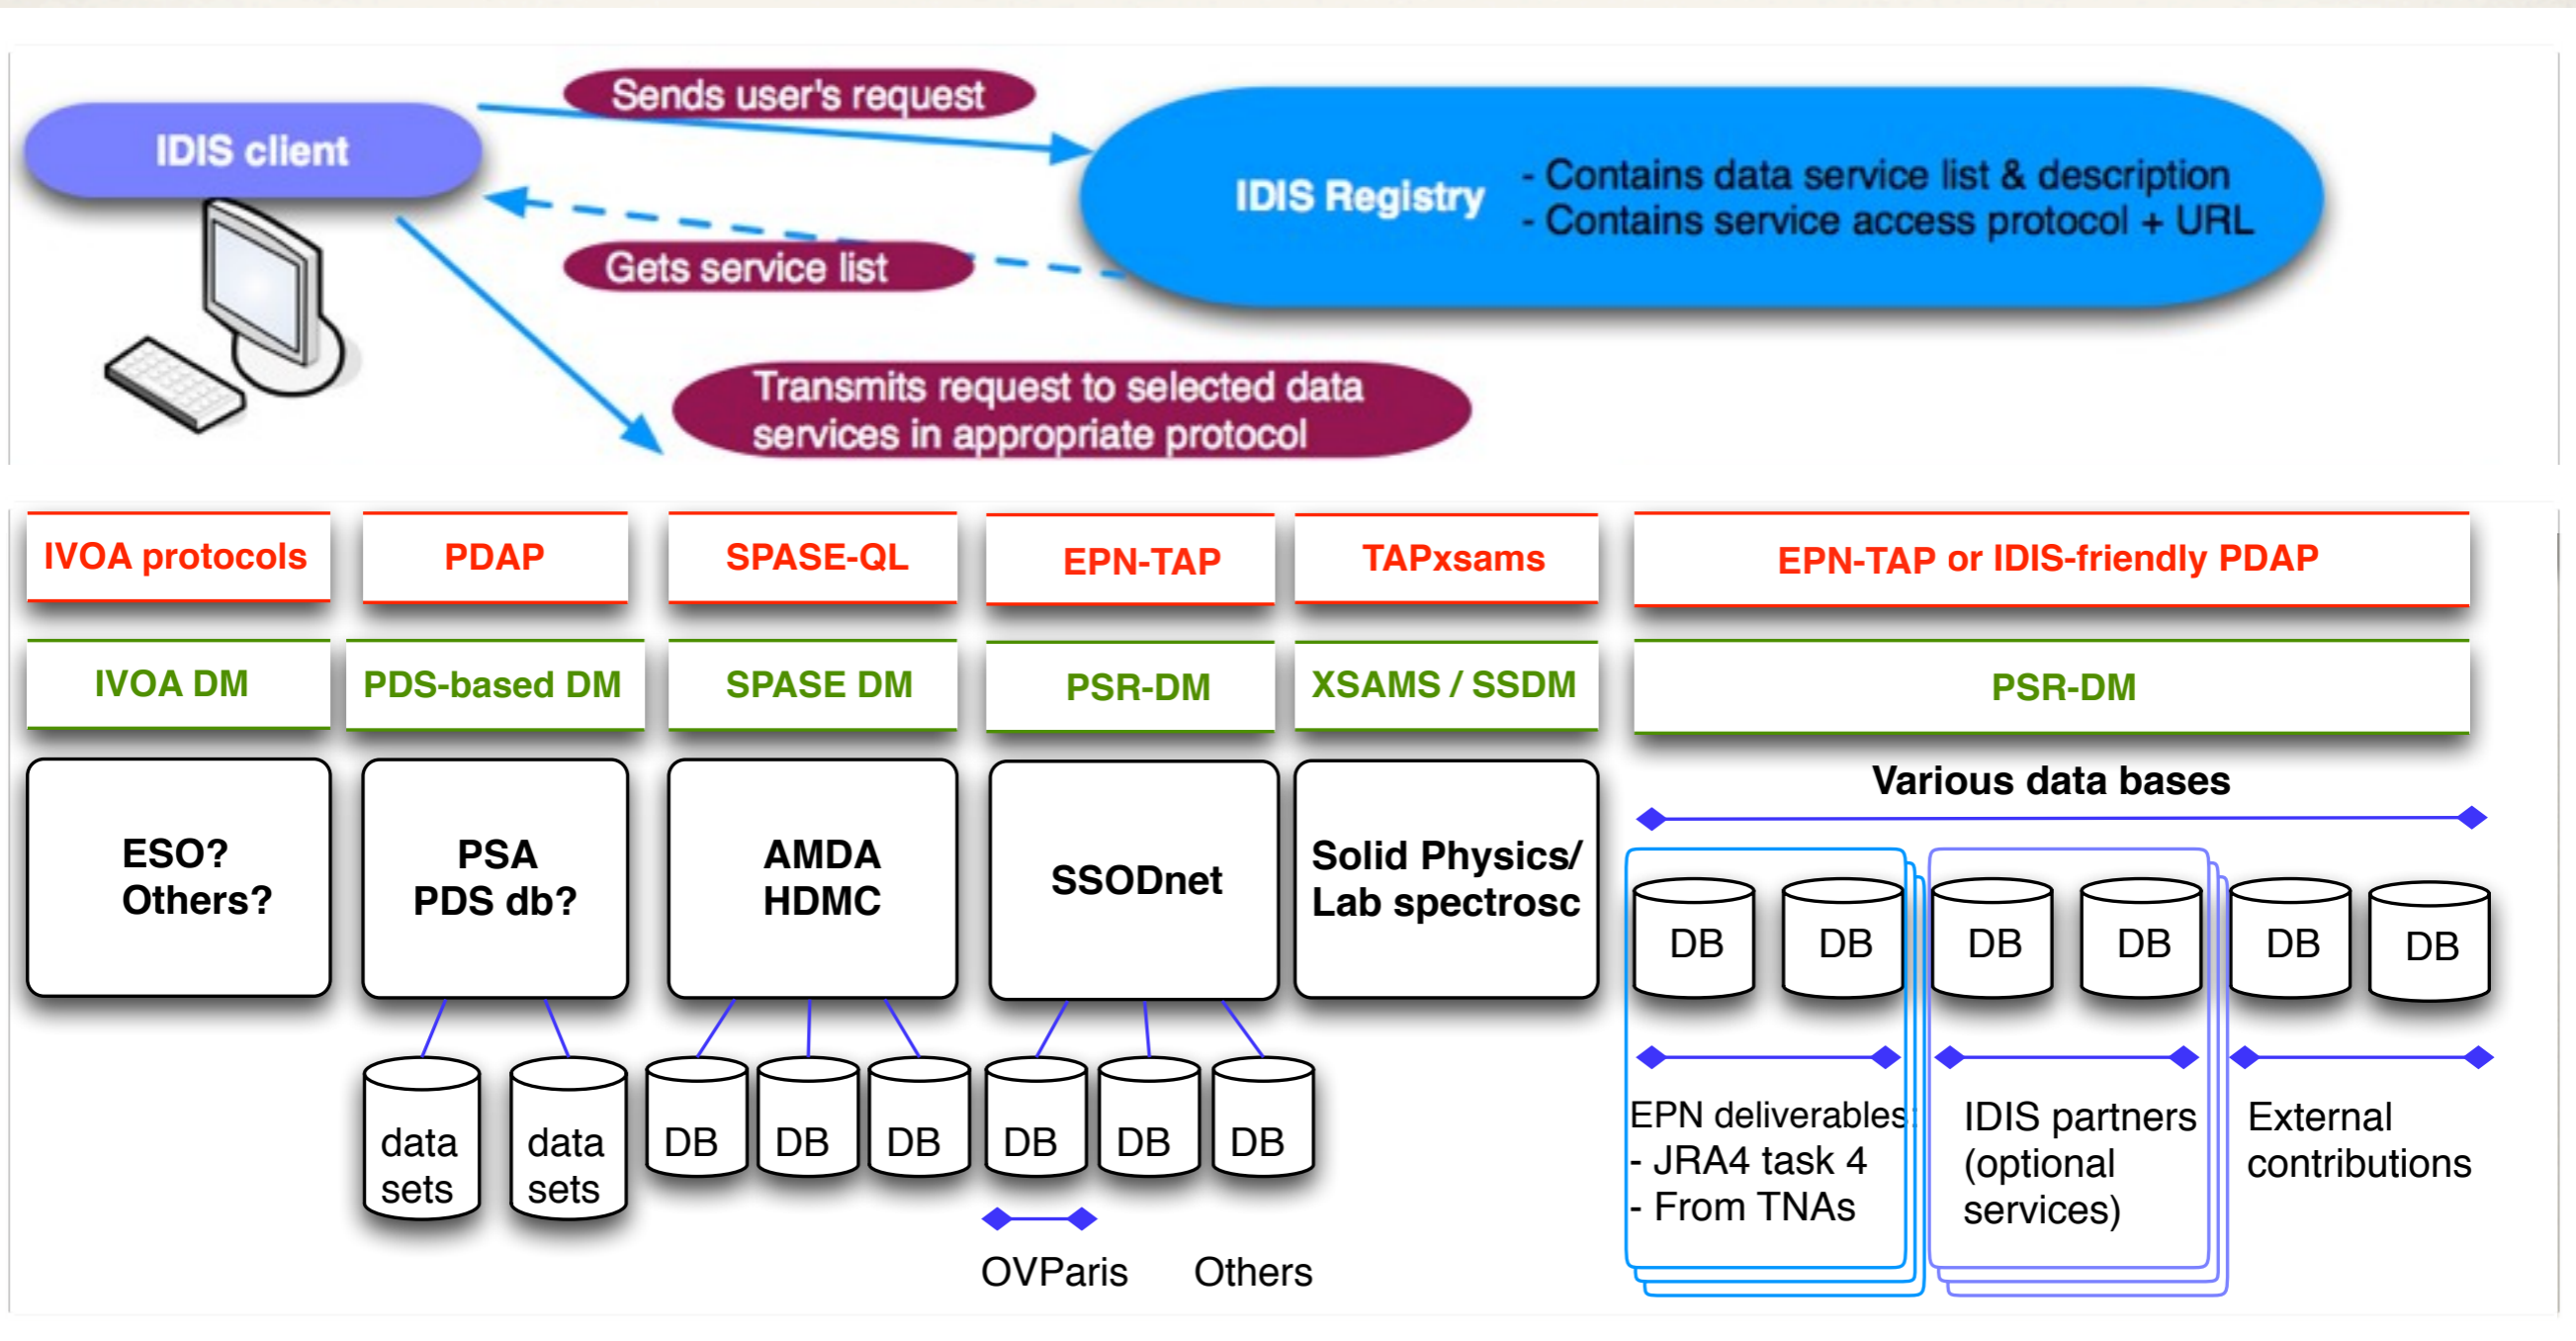 Sends user's request
IDIS client
IDIS Registry
- Contains data service list & description
- Contains service access protocol + URL
Gets service list
Transmits request to selected data
services in appropriate protocol
IVOA protocols
PDAP
SPASE-QL
EPN-TAP
TAPxsams
EPN-TAP or IDIS-friendly PDAP
IVOA DM
PDS-based DM
SPASE DM
PSR-DM
XSAMS / SSDM
PSR-DM
Various data bases
ESO?
Others?
PSA
PDS db?
AMDA
HDMC
SSODnet
Solid Physics/
Lab spectrosc
DB
DB
DB
DB
DB
DB
data
sets
data
sets
DB
DB
DB
DB
DB
DB
OVParis
Others
EPN deliverables:
- JRA4 task 4
- From TNAs
IDIS partners
(optional
services)
External
contributions